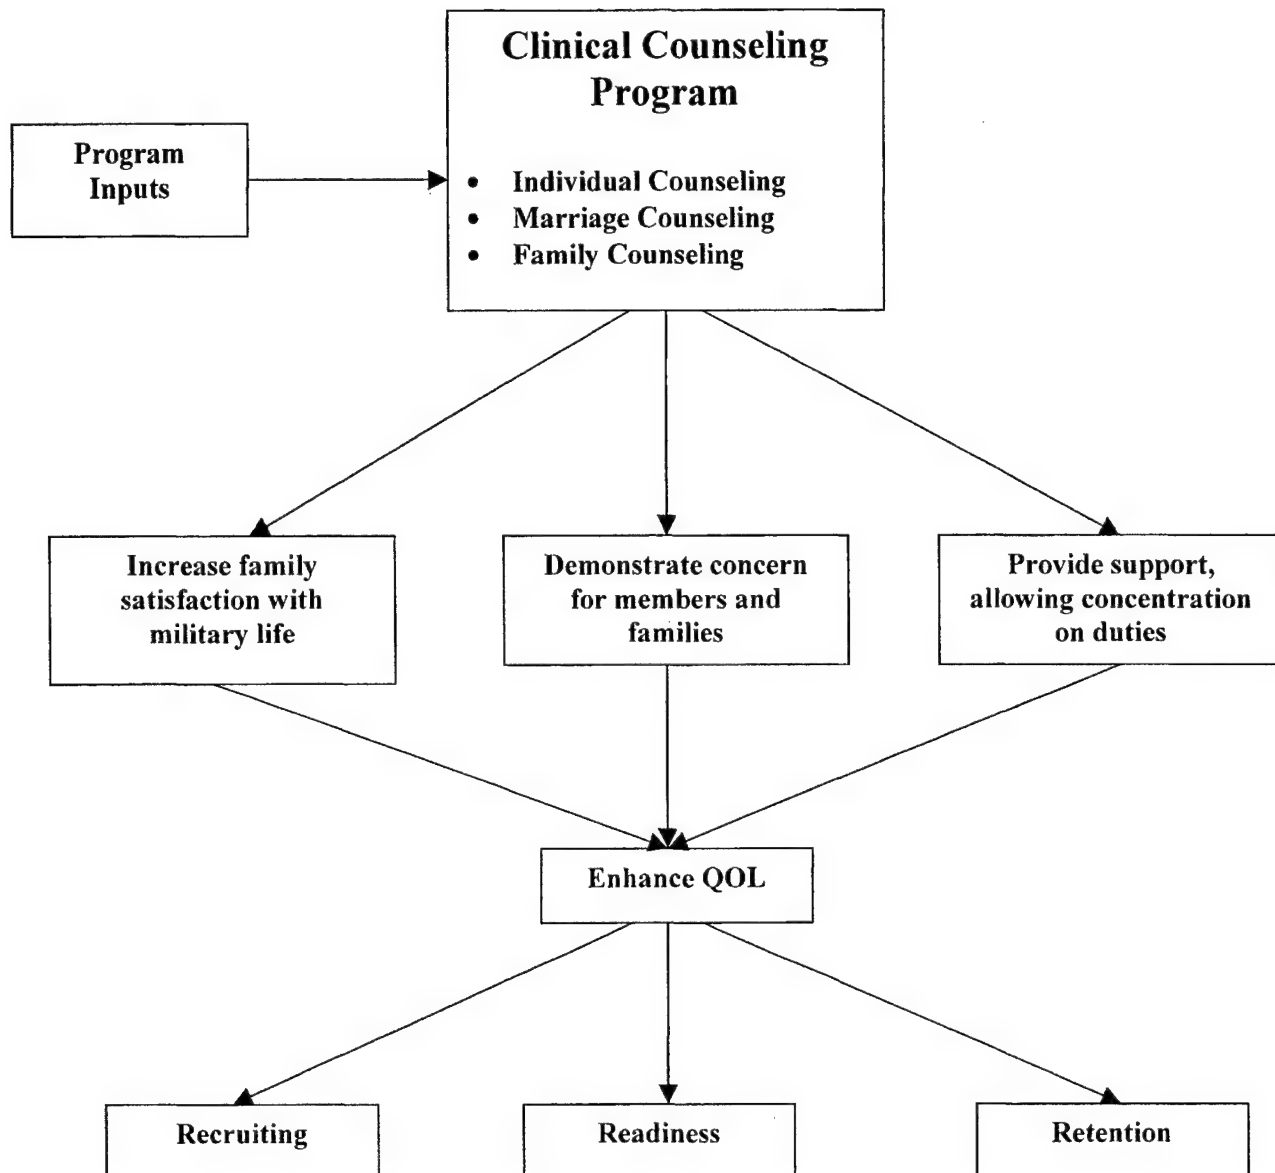 Clinical Counseling
Program
Program
Inputs
• Individual Counseling
• Marriage Counseling
• Family Counseling
Increase family
satisfaction with
military life
Demonstrate concern
for members and
families
Provide support,
allowing concentration
on duties
Enhance QOL
Recruiting
Readiness
Retention